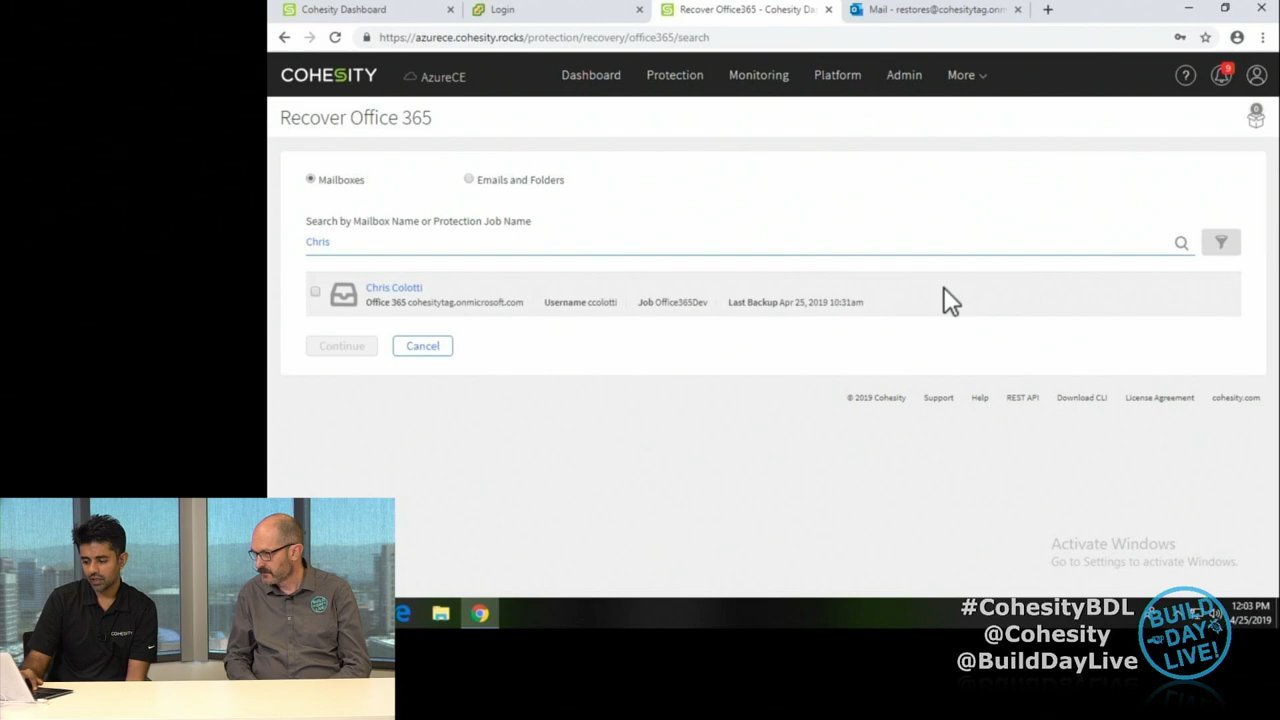 Cohesity Dashboard
Login
Recover Office365 - Cohesity Da
Mail - restores@cohesitytag.onm
https://azurece.cohesity.rocks/protection/recovery/office365/search
COHESITY
AzureCE
Dashboard
Protection
Monitoring
Platform
Admin
More
?
9
Recover Office 365
0
Mailboxes
Emails and Folders
Search by Mailbox Name or Protection Job Name
Chris
Chris Colotti
Office 365 cohesitytag.onmicrosoft.com Username ccolotti Job Office365Dev Last Backup Apr 25, 2019 10:31am
Continue
Cancel
© 2019 Cohesity Support Help REST API Download CLI License Agreement cohesity.com
Activate Windows
Go to Settings to activate Windows.
12:03 PM
4/25/2019
#CohesityBDL
@Cohesity
@BuildDayLive
BUILD
DAY
LIVE!
COHESITY